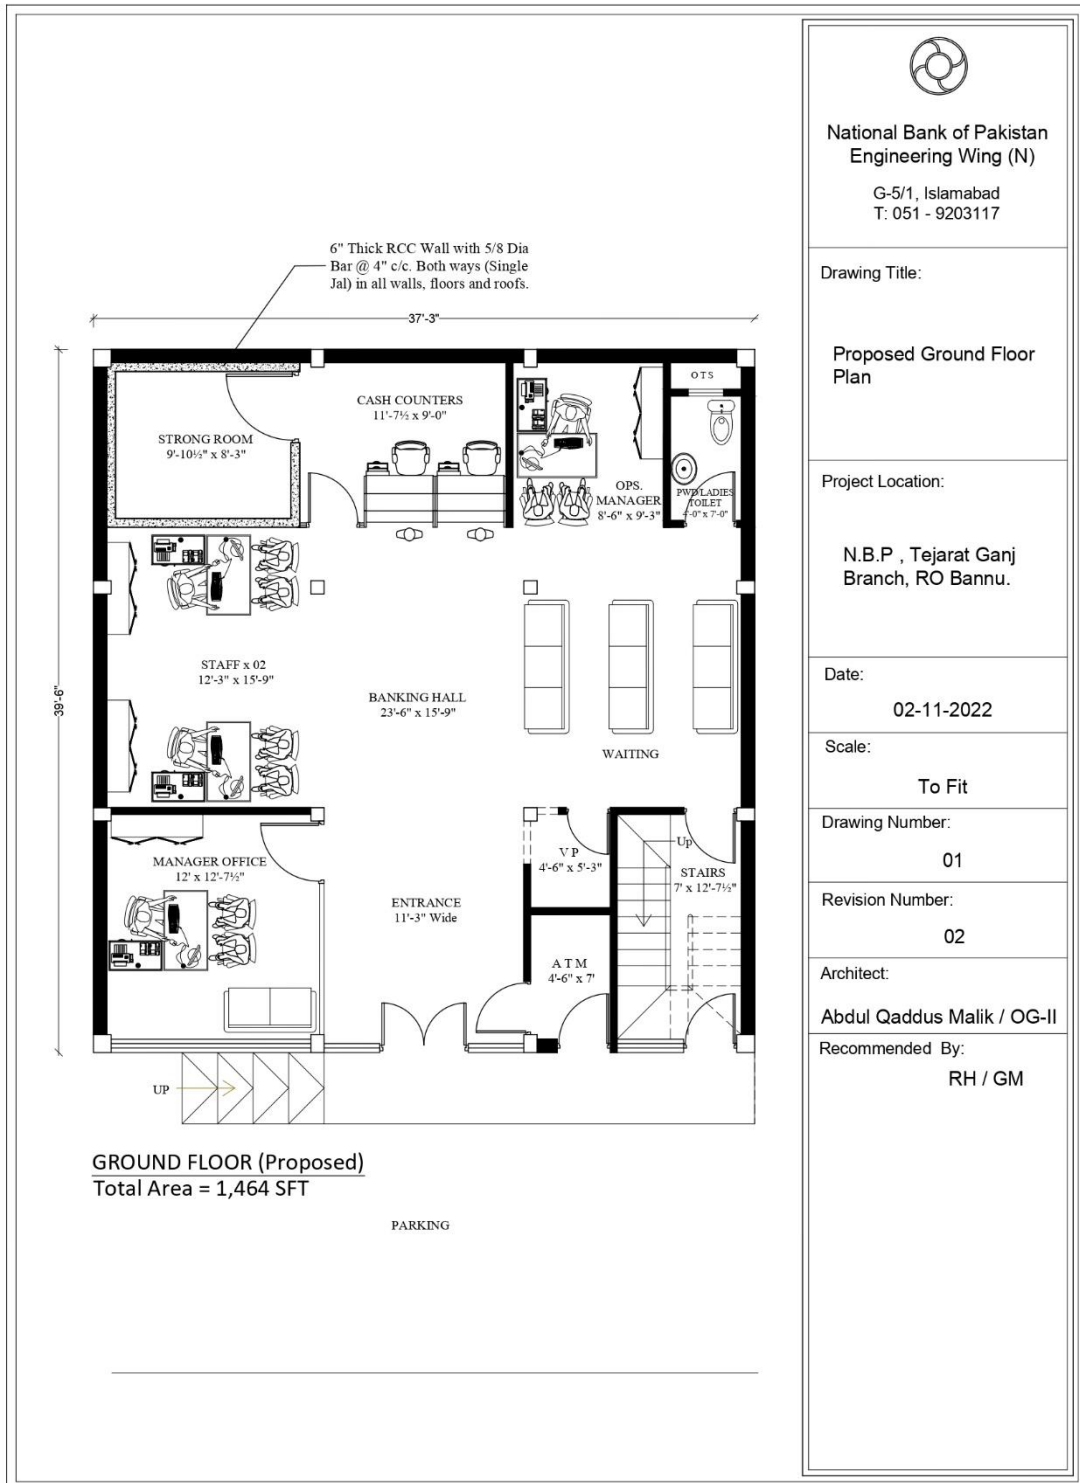 6" Thick RCC Wall with 5/8 Dia
Bar @ 4" c/c. Both ways (Single
Jal) in all walls, floors and roofs.
37'-3"
39'-6"
OTS
CASH COUNTERS
11'-7½ x 9'-0"
STRONG ROOM
9'-10½" x 8'-3"
OPS.
MANAGER
8'-6" x 9'-3"
PWD/LADIES
TOILET
4'-0" x 7'-0"
STAFF x 02
12'-3" x 15'-9"
BANKING HALL
23'-6" x 15'-9"
WAITING
MANAGER OFFICE
12' x 12'-7½"
V P
4'-6" x 5'-3"
Up
STAIRS
7' x 12'-7½"
ENTRANCE
11'-3" Wide
A T M
4'-6" x 7'
UP
GROUND FLOOR (Proposed)
Total Area = 1,464 SFT
PARKING
National Bank of Pakistan
Engineering Wing (N)
G-5/1, Islamabad
T: 051 - 9203117
Drawing Title:
Proposed Ground Floor
Plan
Project Location:
N.B.P , Tejarat Ganj
Branch, RO Bannu.
Date:
02-11-2022
Scale:
To Fit
Drawing Number:
01
Revision Number:
02
Architect:
Abdul Qaddus Malik / OG-II
Recommended By:
RH / GM